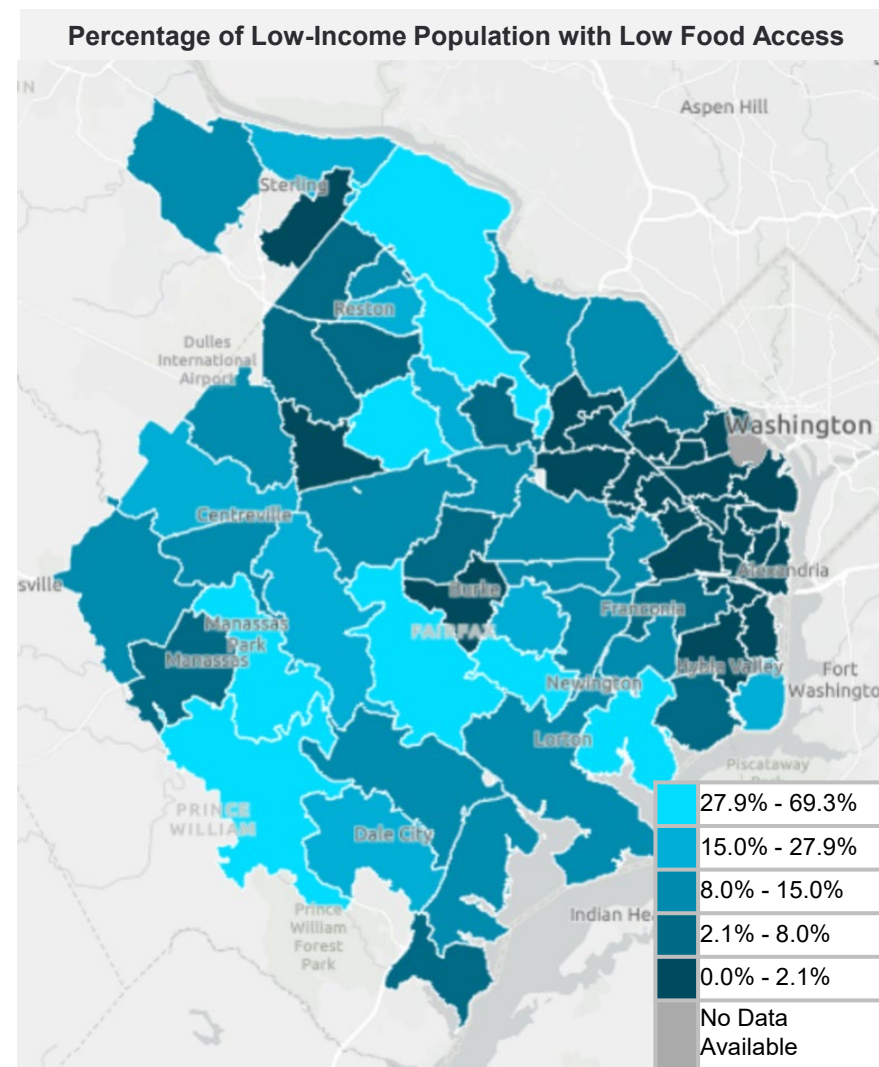 Percentage of Low-Income Population with Low Food Access
Aspen Hill
Sterling
Reston
Dulles
International
Airport
Washington
Centreville
sville
Alexandria
Burke
Franconia
Manassas
Park
FAIRFAX
Manassas
Hybla Valley
Fort
Washingto
Newington
Lorton
Piscataway
27.9% - 69.3%
PRINCE
WILLIAM
Dale City
15.0% - 27.9%
8.0% - 15.0%
Prince
William
Forest
Park
Indian He
2.1% - 8.0%
0.0% - 2.1%
No Data
Available